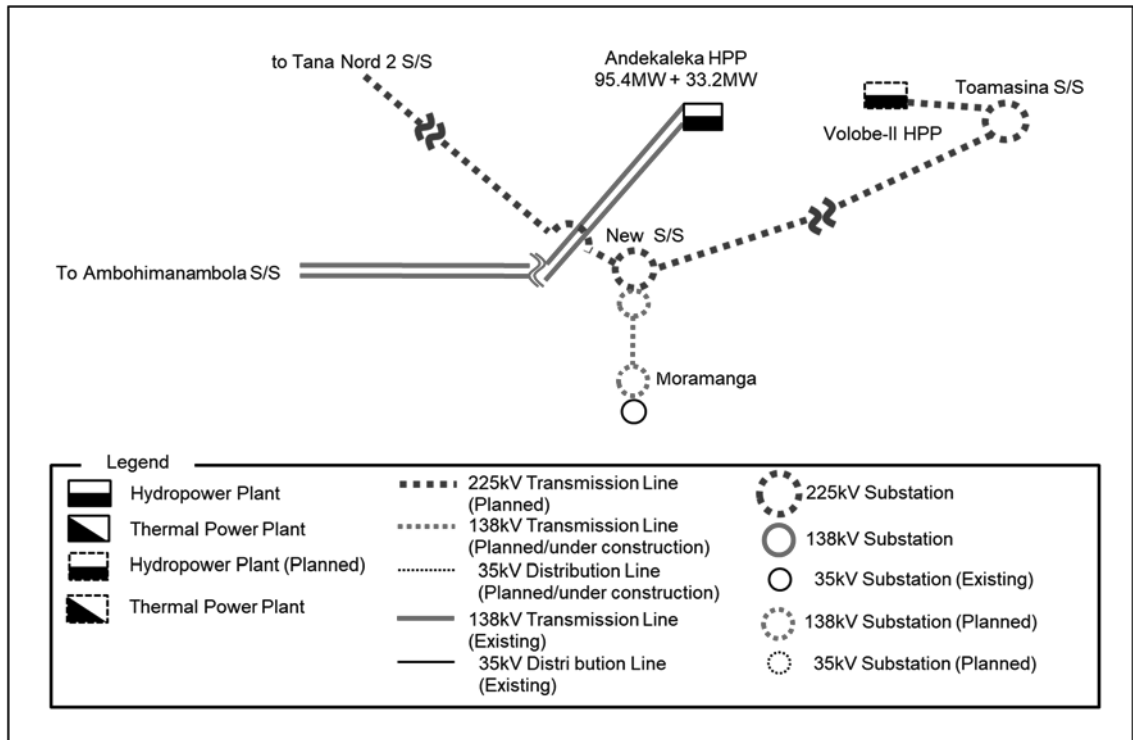 to Tana Nord 2 S/S
Andekaleka HPP
95.4MW + 33.2MW
Toamasina S/S
Volobe-II HPP
New S/S
To Ambohimanambola S/S
Moramanga
Legend
Hydropower Plant
Thermal Power Plant
Hydropower Plant (Planned)
Thermal Power Plant
225kV Transmission Line
(Planned)
138kV Transmission Line
(Planned/under construction)
35kV Distribution Line
(Planned/under construction)
138kV Transmission Line
(Existing)
35kV Distri bution Line
(Existing)
225kV Substation
138kV Substation
35kV Substation (Existing)
138kV Substation (Planned)
35kV Substation (Planned)